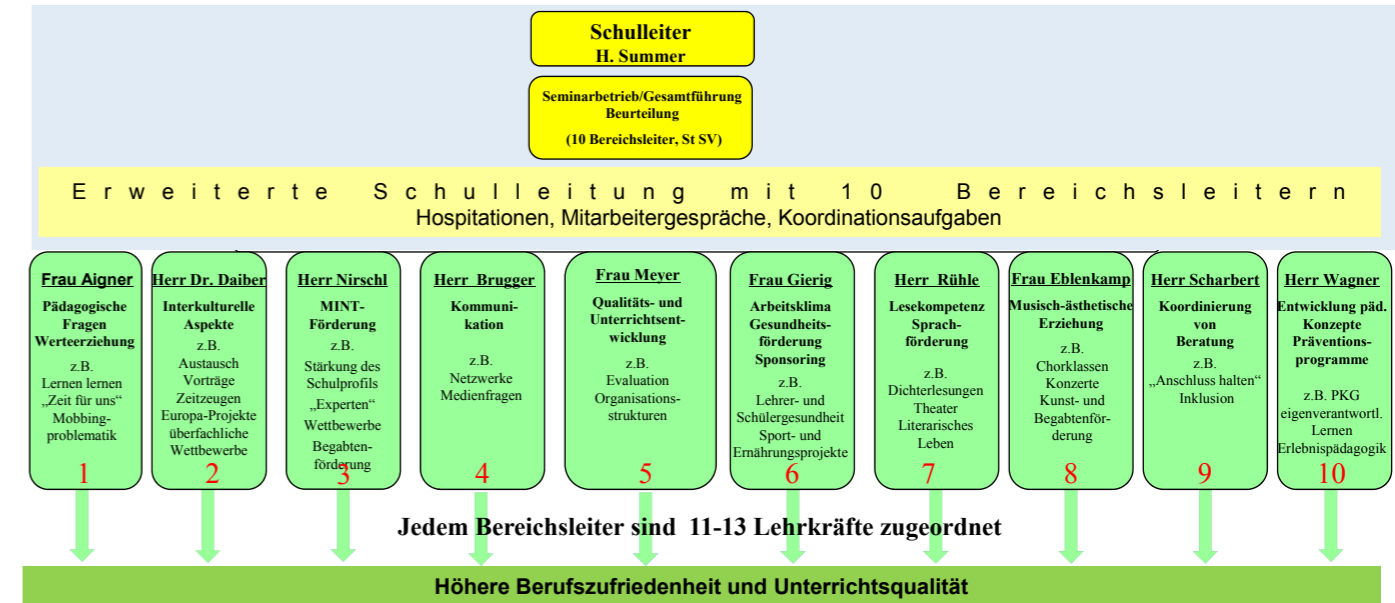 Schulleiter
H. Summer
Seminarbetrieb/Gesamtführung
Beurteilung
(10 Bereichsleiter, St SV)
Erweiterte Schulleitung mit 10 Bereichsleitern
Hospitationen, Mitarbeitergespräche, Koordinationsaufgaben
Frau Aigner
Pädagogische
Fragen
Werteerziehung
z.B.
Lernen lernen
„Zeit für uns“
Mobbing-
problematik
1
Herr Dr. Daiber
Interkulturelle
Aspekte
z.B.
Austausch
Vorträge
Zeitzeugen
Europa-Projekte
überfachliche
Wettbewerbe
2
Herr Nirschl
MINT-
Förderung
z.B.
Stärkung des
Schulprofils
„Experten“
Wettbewerbe
Begabten-
förderung
3
Herr Brugger
Kommuni-
kation
z.B.
Netzwerke
Medienfragen
4
Frau Meyer
Qualitäts- und
Unterrichtsent-
wicklung
z.B.
Evaluation
Organisations-
strukturen
5
Frau Gierig
Arbeitsklima
Gesundheits-
förderung
Sponsoring
z.B.
Lehrer- und
Schülergesundheit
Sport- und
Ernährungsprojekte
6
Herr Rühle
Lesekompetenz
Sprach-
förderung
z.B.
Dichterlesungen
Theater
Literarisches
Leben
7
Frau Eblenkamp
Musisch-ästhetische
Erziehung
z.B.
Chorklassen
Konzerte
Kunst- und
Begabtenför-
derung
8
Herr Scharbert
Koordinierung
von
Beratung
z.B.
„Anschluss halten“
Inklusion
9
Herr Wagner
Entwicklung päd.
Konzepte
Präventions-
programme
z.B. PKG
eigenverantwortl.
Lernen
Erlebnispädagogik
10
Jedem Bereichsleiter sind 11-13 Lehrkräfte zugeordnet
Höhere Berufszufriedenheit und Unterrichtsqualität